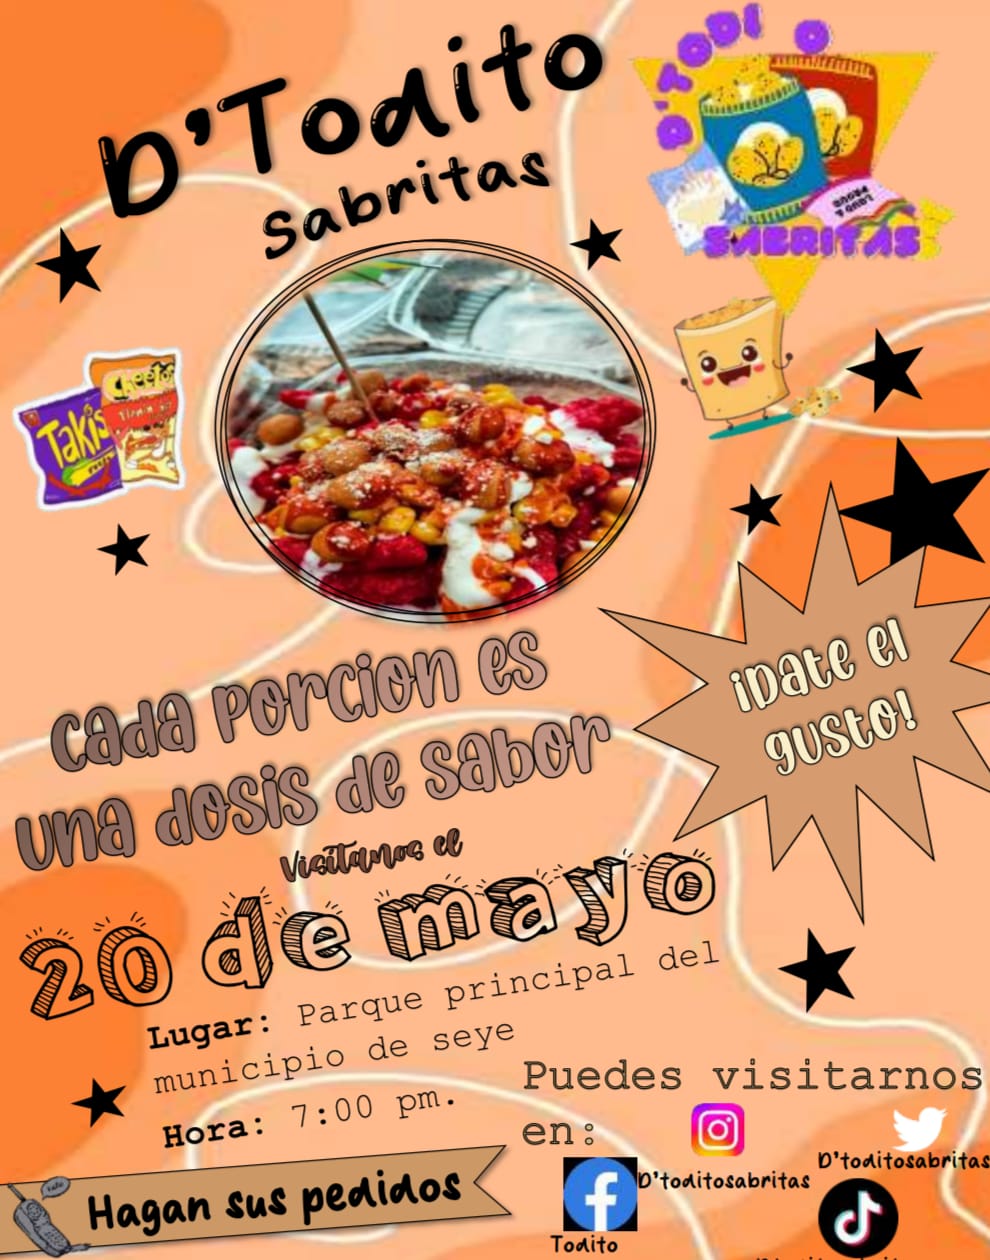 D'Todito
Sabritas
D'TODI O
SABRITAS
Takis
Cheetos
Cada porcion es
una dosis de sabor
¡Date el
gusto!
Visítanos el
20 de mayo
Lugar: Parque principal del
municipio de seye
Hora: 7:00 pm.
Puedes visitarnos
en:
D'toditosabritas
D'toditosabritas
Todito
Hagan sus pedidos